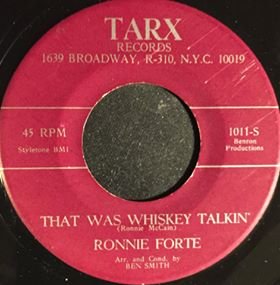 TARX
RECORDS
1639 BROADWAY, R-310, N.Y.C. 10019
45 RPM
1011-S
Styletone BMI
Benron
Productions
THAT WAS WHISKEY TALKIN'
(Ronnie McCain)
RONNIE FORTE
Arr. and Cond. by
BEN SMITH